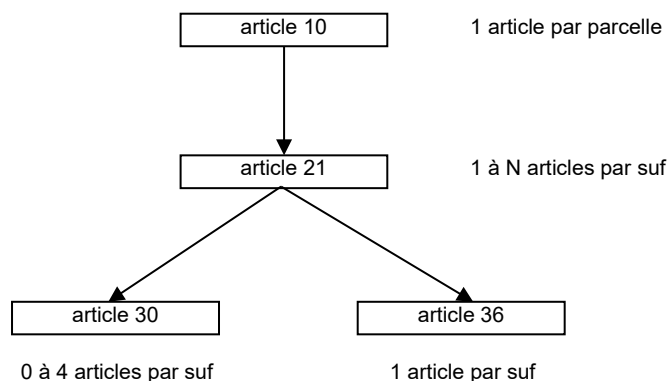 article 10
1 article par parcelle
article 21
1 à N articles par suf
article 30
article 36
0 à 4 articles par suf
1 article par suf